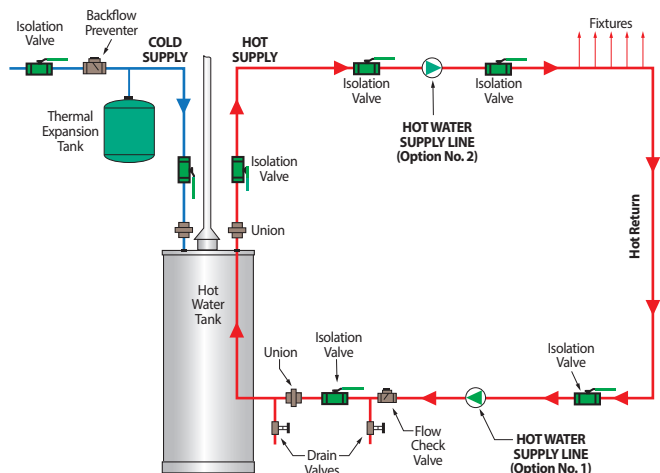 Backflow
Preventer
Isolation
Valve
COLD
SUPPLY
HOT
SUPPLY
Fixtures
Isolation
Valve
Isolation
Valve
HOT WATER
SUPPLY LINE
(Option No. 2)
Thermal
Expansion
Tank
Isolation
Valve
Union
Hot Return
Hot
Water
Tank
Union
Isolation
Valve
Isolation
Valve
Drain
Valves
Flow
Check
Valve
HOT WATER
SUPPLY LINE
(Option No. 1)